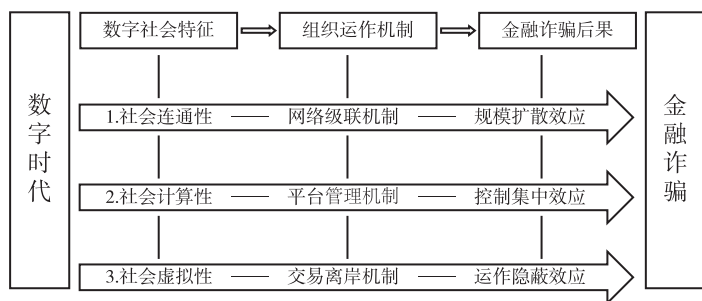 数字社会特征 组织运作机制 金融诈骗后果
数字时代
1.社会连通性 网络级联机制 规模扩散效应
2.社会计算性 平台管理机制 控制集中效应
3.社会虚拟性 交易离岸机制 运作隐蔽效应
金融诈骗